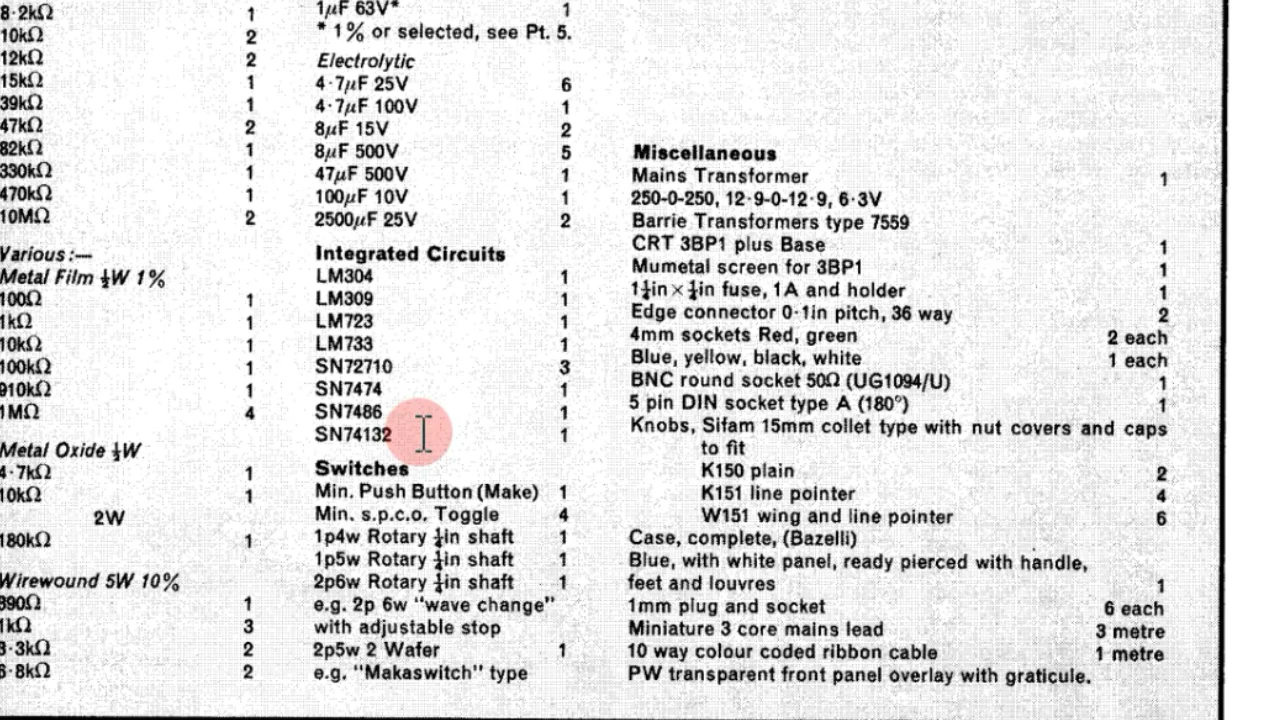 8·2kΩ 1
10kΩ 2
12kΩ 2
15kΩ 1
39kΩ 1
47kΩ 2
82kΩ 1
330kΩ 1
470kΩ 1
10MΩ 2
Various:—
Metal Film ½W 1%
100Ω 1
1kΩ 1
10kΩ 1
100kΩ 1
910kΩ 1
1MΩ 4
Metal Oxide ½W
4·7kΩ 1
10kΩ 1
2W
180kΩ 1
Wirewound 5W 10%
390Ω 1
1kΩ 3
3·3kΩ 2
6·8kΩ 2
1µF 63V* 1
* 1% or selected, see Pt. 5.
Electrolytic
4·7µF 25V 6
4·7µF 100V 1
8µF 15V 2
8µF 500V 5
47µF 500V 1
100µF 10V 1
2500µF 25V 2
Integrated Circuits
LM304 1
LM309 1
LM723 1
LM733 1
SN72710 3
SN7474 1
SN7486 1
SN74132 1
Switches
Min. Push Button (Make) 1
Min. s.p.c.o. Toggle 4
1p4w Rotary ¼in shaft 1
1p5w Rotary ¼in shaft 1
2p6w Rotary ¼in shaft 1
e.g. 2p 6w "wave change"
with adjustable stop
2p5w 2 Wafer 1
e.g. "Makaswitch" type
Miscellaneous
Mains Transformer 1
250-0-250, 12·9-0-12·9, 6·3V
Barrie Transformers type 7559
CRT 3BP1 plus Base 1
Mumetal screen for 3BP1 1
1¼in × ¼in fuse, 1A and holder 1
Edge connector 0·1in pitch, 36 way 2
4mm sockets Red, green 2 each
Blue, yellow, black, white 1 each
BNC round socket 50Ω (UG1094/U) 1
5 pin DIN socket type A (180°) 1
Knobs, Sifam 15mm collet type with nut covers and caps
to fit
K150 plain 2
K151 line pointer 4
W151 wing and line pointer 6
Case, complete, (Bazelli)
Blue, with white panel, ready pierced with handle,
feet and louvres 1
1mm plug and socket 6 each
Miniature 3 core mains lead 3 metre
10 way colour coded ribbon cable 1 metre
PW transparent front panel overlay with graticule.